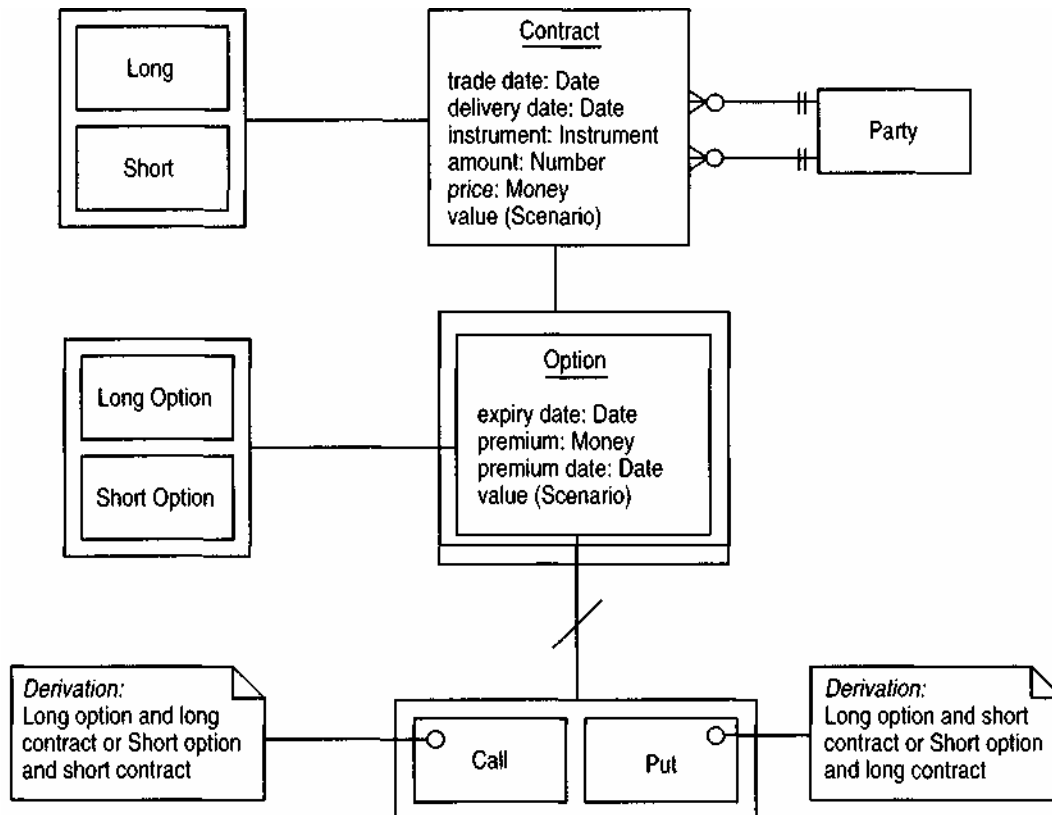 Long
Short
Contract
trade date: Date
delivery date: Date
instrument: Instrument
amount: Number
price: Money
value (Scenario)
Party
Long Option
Short Option
Option
expiry date: Date
premium: Money
premium date: Date
value (Scenario)
Derivation:
Long option and long
contract or Short option
and short contract
Call
Put
Derivation:
Long option and short
contract or Short option
and long contract